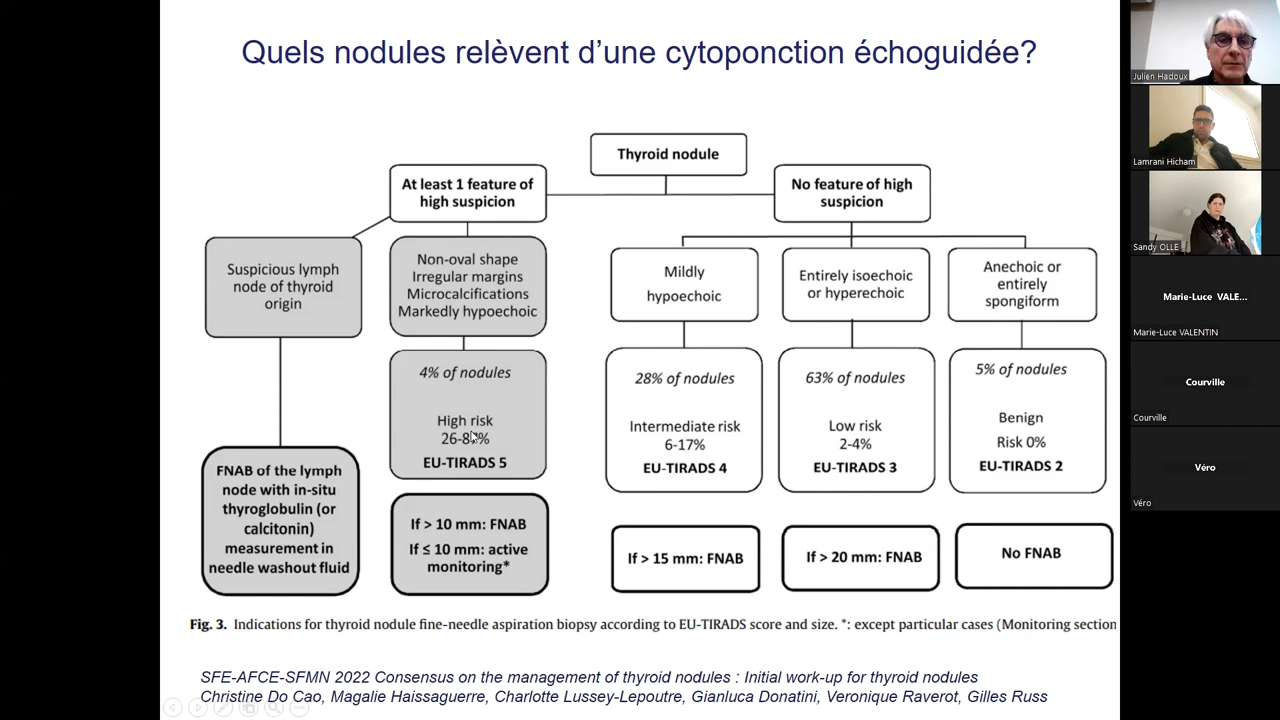 Quels nodules relèvent d’une cytoponction échoguidée?
Thyroid nodule
At least 1 feature of
high suspicion
No feature of high
suspicion
Suspicious lymph
node of thyroid
origin
Non-oval shape
Irregular margins
Microcalcifications
Markedly hypoechoic
Mildly
hypoechoic
Entirely isoechoic
or hyperechoic
Anechoic or
entirely
spongiform
4% of nodules
High risk
EU-TIRADS 5
28% of nodules
Intermediate risk
6-17%
EU-TIRADS 4
63% of nodules
Low risk
2-4%
EU-TIRADS 3
5% of nodules
Benign
Risk 0%
EU-TIRADS 2
FNAB of the lymph
node with in-situ
thyroglobulin (or
calcitonin)
measurement in
needle washout fluid
If > 10 mm: FNAB
If ≤ 10 mm: active
monitoring*
If > 15 mm: FNAB
If > 20 mm: FNAB
No FNAB
Fig. 3. Indications for thyroid nodule fine-needle aspiration biopsy according to EU-TIRADS score and size. *: except particular cases (Monitoring section
SFE-AFCE-SFMN 2022 Consensus on the management of thyroid nodules : Initial work-up for thyroid nodules
Christine Do Cao, Magalie Haissaguerre, Charlotte Lussey-Lepoutre, Gianluca Donatini, Veronique Raverot, Gilles Russ
Julien Hadoux
Lamrani Hicham
Sandy OLLE
Marie-Luce VALE...
Marie-Luce VALENTIN
Courville
Courville
Véro
Véro